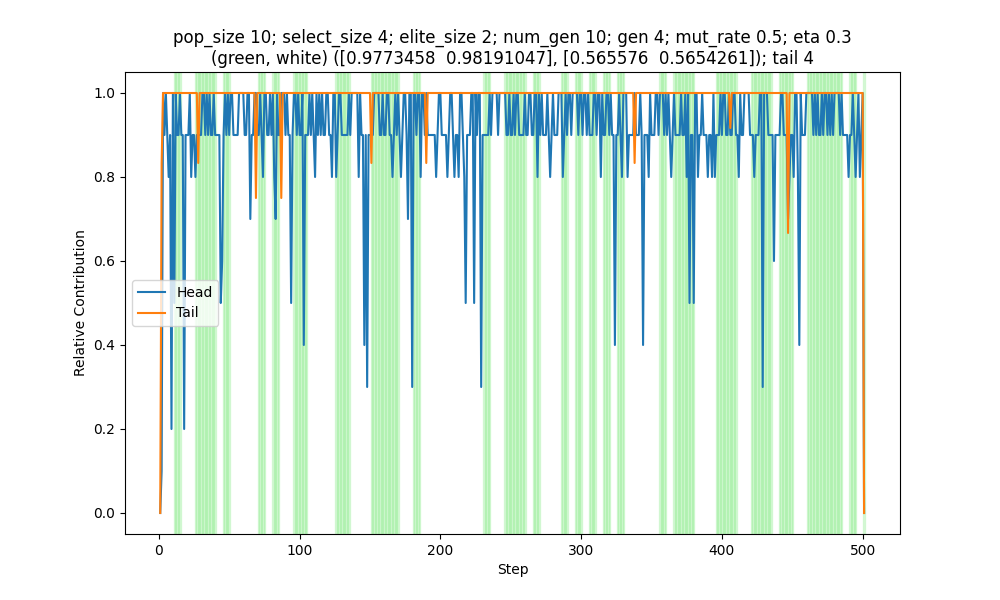 pop_size 10; select_size 4; elite_size 2; num_gen 10; gen 4; mut_rate 0.5; eta 0.3
(green, white) ([0.9773458  0.98191047], [0.565576  0.5654261]); tail 4
1.0
0.8
0.6
0.4
0.2
0.0
Relative Contribution
Head
Tail
0
100
200
300
400
500
Step